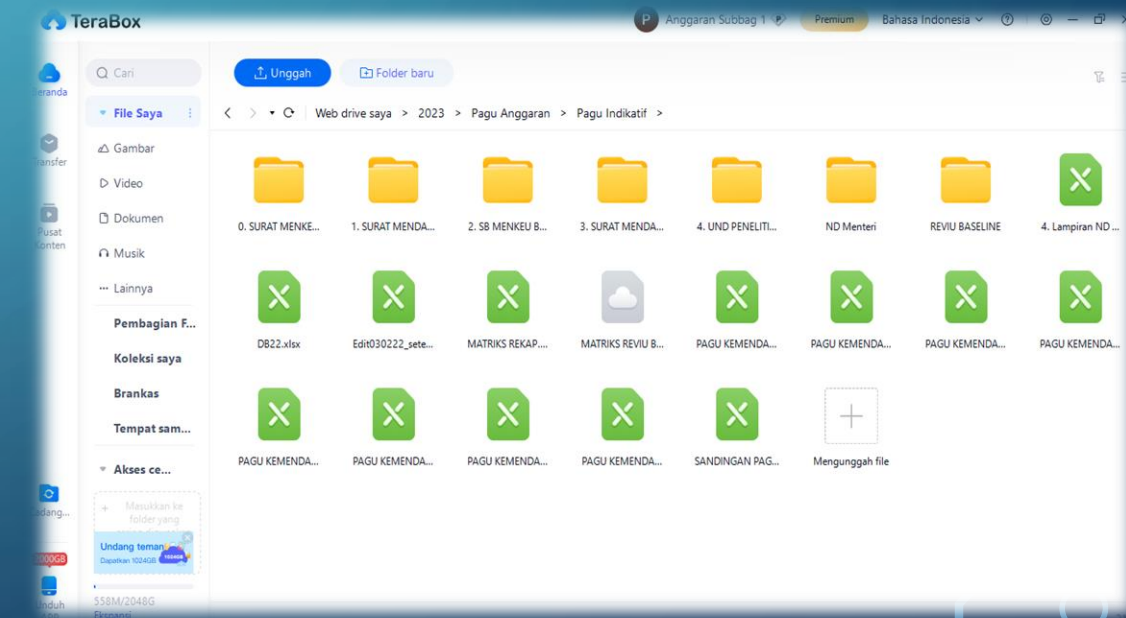 TeraBox
P Anggaran Subbag 1 Premium Bahasa Indonesia
Beranda
Transfer
Pusat
Konten
Cari
File Saya
Gambar
Video
Dokumen
Musik
Lainnya
Pembagian F...
Koleksi saya
Brankas
Tempat sam...
Akses ce...
+ Masukkan ke
folder yang
Undang teman
Dapatkan 1024GB
558M/2048G
Ekspansi
Unduh
Unggah Folder baru
Web drive saya > 2023 > Pagu Anggaran > Pagu Indikatif >
0. SURAT MENKE... 1. SURAT MENDA... 2. SB MENKEU B... 3. SURAT MENDA... 4. UND PENELITI... ND Menteri REVIU BASELINE 4. Lampiran ND ...
DB22.xlsx Edit030222_sete... MATRIKS REKAP.... MATRIKS REVIU B... PAGU KEMENDA... PAGU KEMENDA... PAGU KEMENDA... PAGU KEMENDA...
PAGU KEMENDA... PAGU KEMENDA... PAGU KEMENDA... PAGU KEMENDA... SANDINGAN PAG... Mengunggah file